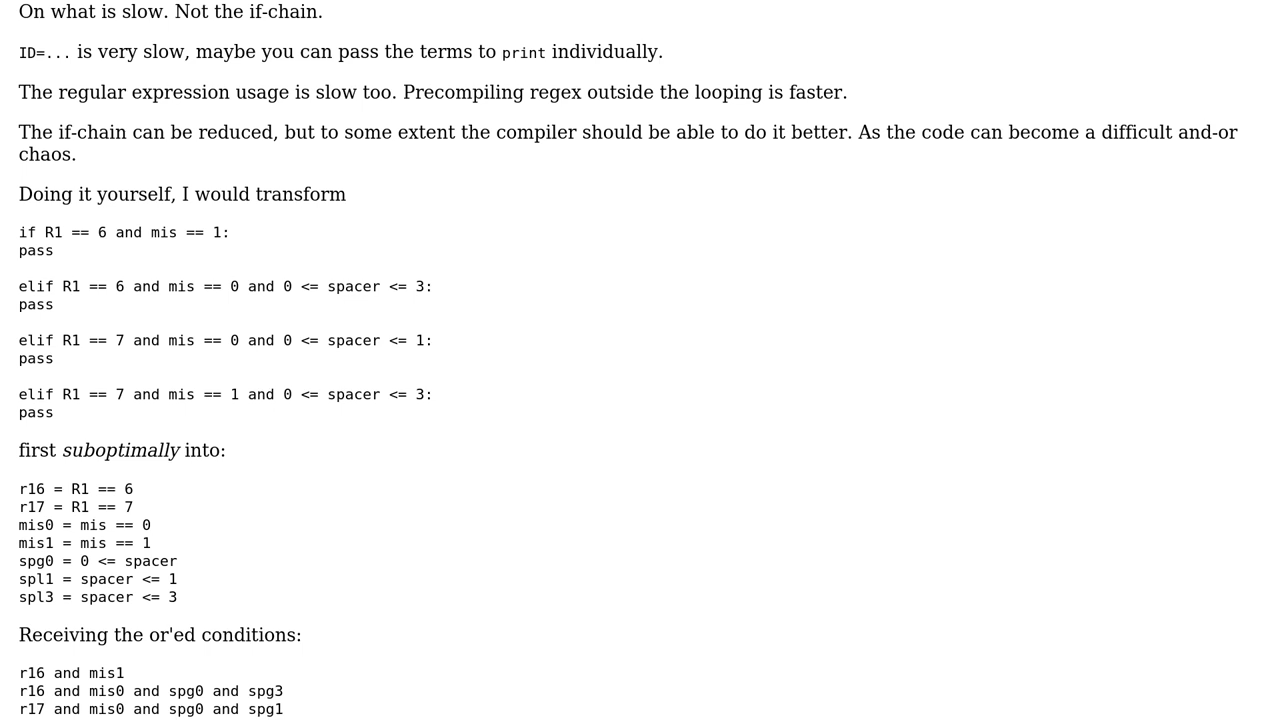 On what is slow. Not the if-chain.
ID=... is very slow, maybe you can pass the terms to print individually.
The regular expression usage is slow too. Precompiling regex outside the looping is faster.
The if-chain can be reduced, but to some extent the compiler should be able to do it better. As the code can become a difficult and-or
chaos.
Doing it yourself, I would transform
if R1 == 6 and mis == 1:
pass
elif R1 == 6 and mis == 0 and 0 <= spacer <= 3:
pass
elif R1 == 7 and mis == 0 and 0 <= spacer <= 1:
pass
elif R1 == 7 and mis == 1 and 0 <= spacer <= 3:
pass
first suboptimally into:
r16 = R1 == 6
r17 = R1 == 7
mis0 = mis == 0
mis1 = mis == 1
spg0 = 0 <= spacer
spl1 = spacer <= 1
spl3 = spacer <= 3
Receiving the or'ed conditions:
r16 and mis1
r16 and mis0 and spg0 and spg3
r17 and mis0 and spg0 and spg1